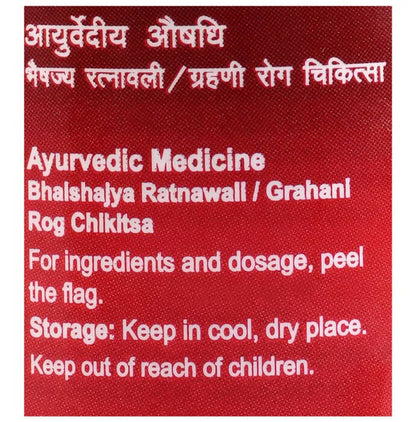 आयुर्वेदीय औषधि
भैषज्य रत्नावली / ग्रहणी रोग चिकित्सा
Ayurvedic Medicine
Bhaishajya Ratnawali / Grahani
Rog Chikitsa
For ingredients and dosage, peel
the flag.
Storage: Keep in cool, dry place.
Keep out of reach of children.